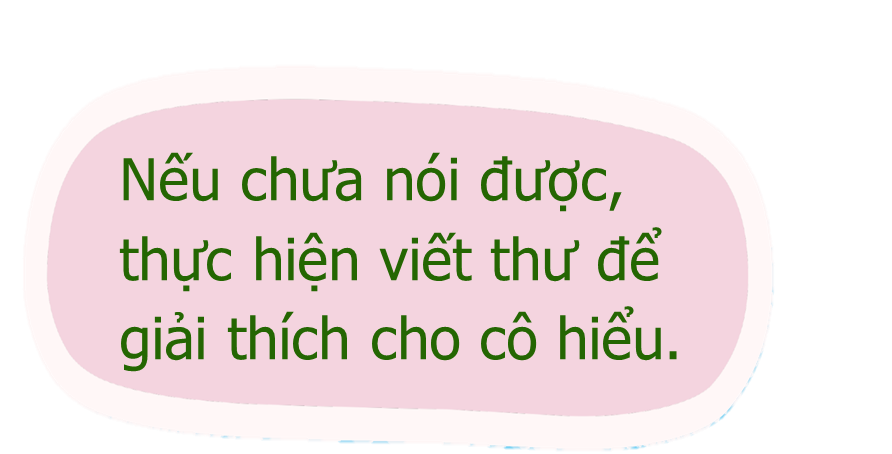 Nếu chưa nói được,
thực hiện viết thư để
giải thích cho cô hiểu.